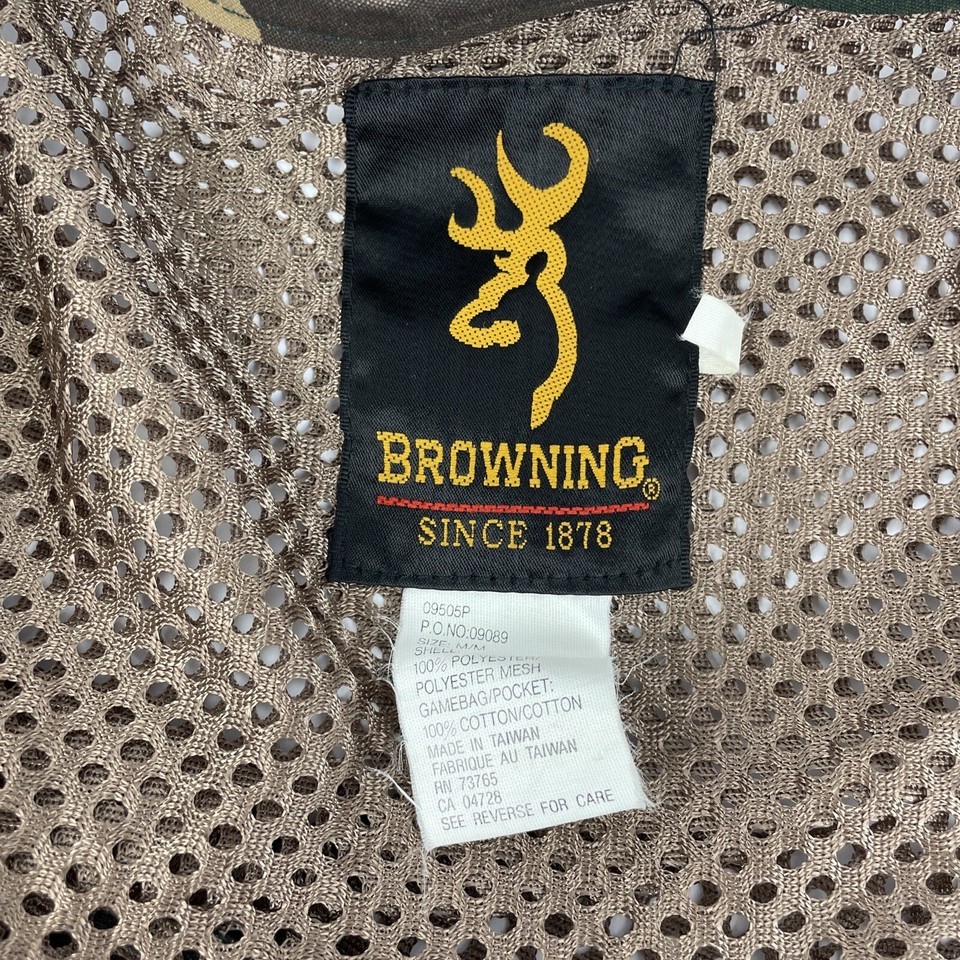 BROWNING®
SINCE 1878
09505P
P.O.NO:09089
SIZE: M/M
SHELL:
100% POLYESTER/
POLYESTER MESH
GAMEBAG/POCKET:
100% COTTON/COTTON
MADE IN TAIWAN
FABRIQUE AU TAIWAN
RN 73765
CA 04728
SEE REVERSE FOR CARE